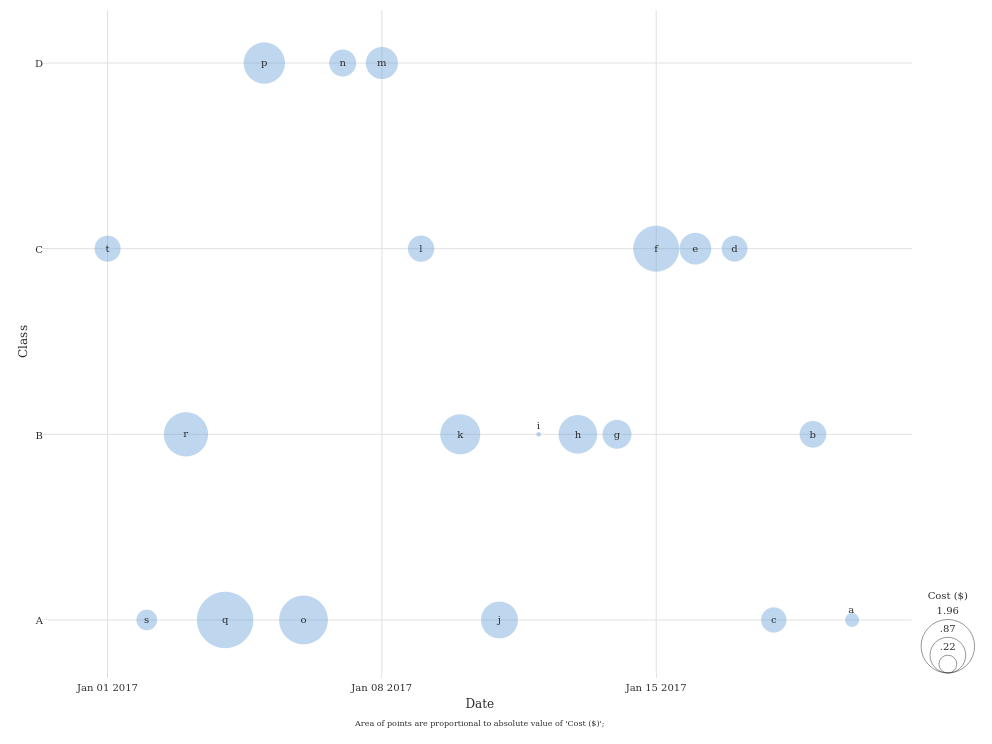 D
p
n
m
C
t
l
f
e
d
Class
B
r
k
i
h
g
b
A
s
q
o
j
c
a
Cost ($)
1.96
.87
.22
Jan 01 2017
Jan 08 2017
Jan 15 2017
Date
Area of points are proportional to absolute value of 'Cost ($)';